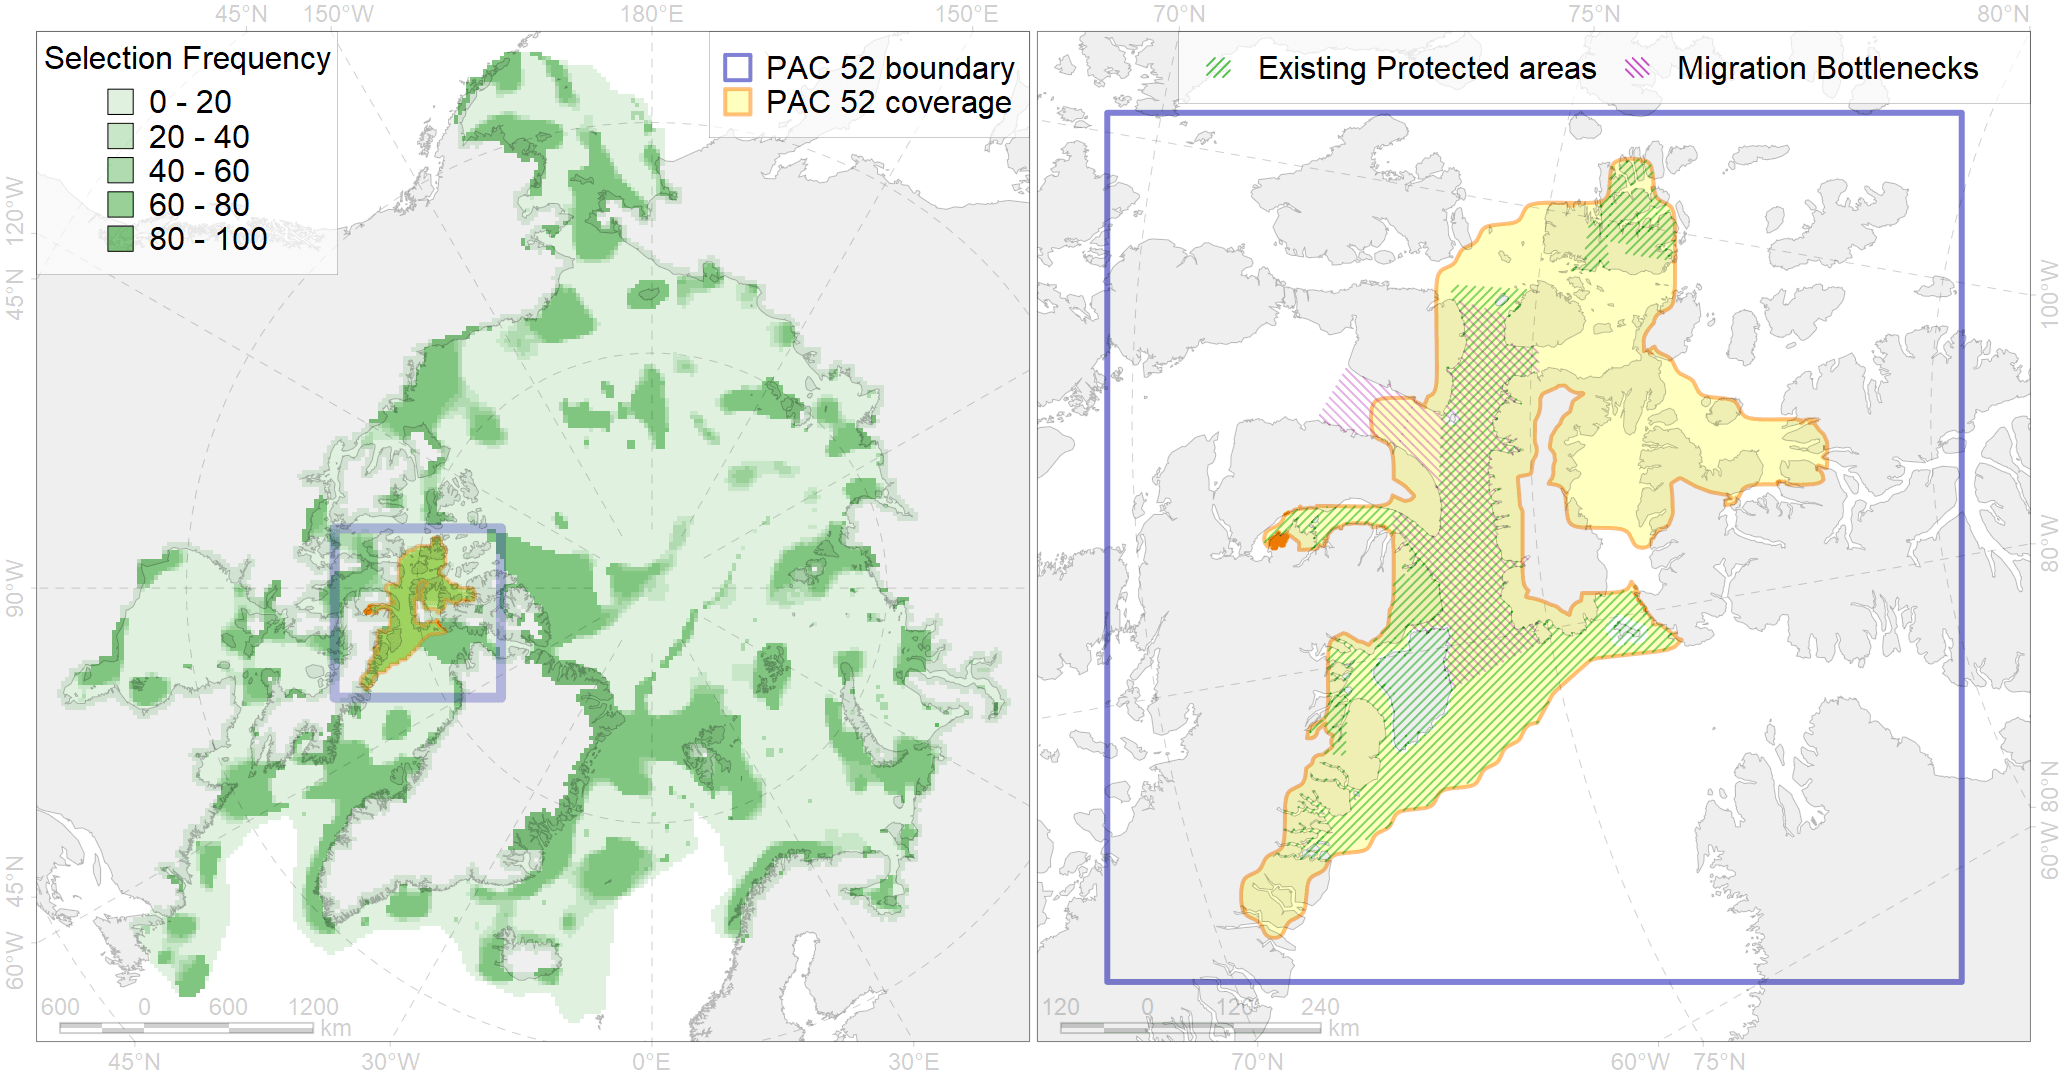 45°N 150°W 180°E 150°E 70°N 75°N 80°N
Selection Frequency
0 - 20
20 - 40
40 - 60
60 - 80
80 - 100
PAC 52 boundary
PAC 52 coverage
Existing Protected areas Migration Bottlenecks
120°W
45°N
90°W
45°N
60°W
100°W
80°W
80°N
60°W
600 0 600 1200 km
120 0 120 240 km
45°N 30°W 0°E 30°E 70°N 60°W 75°N